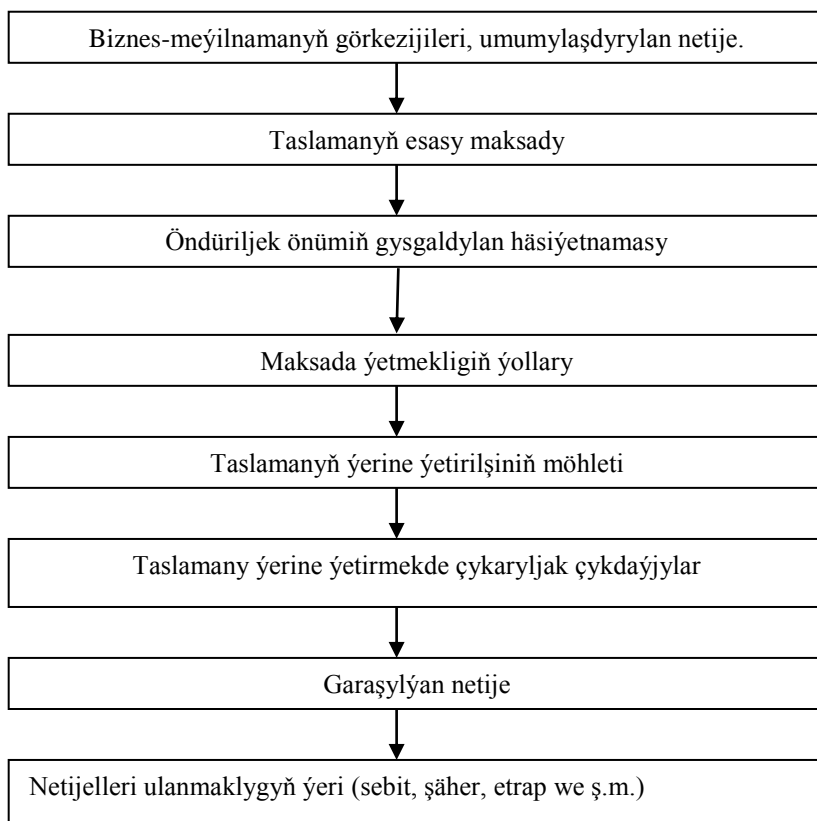 Biznes-meýilnamanyň görkezijileri, umumylaşdyrylan netije.
Taslamanyň esasy maksady
Öndüriljek önümiň gysgaldylan häsiýetnamasy
Maksada ýetmekligiň ýollary
Taslamanyň ýerine ýetirilşiniň möhleti
Taslamany ýerine ýetirmekde çykaryljak çykdaýjylar
Garaşylýan netije
Netijelleri ulanmaklygyň ýeri (sebit, şäher, etrap we ş.m.)